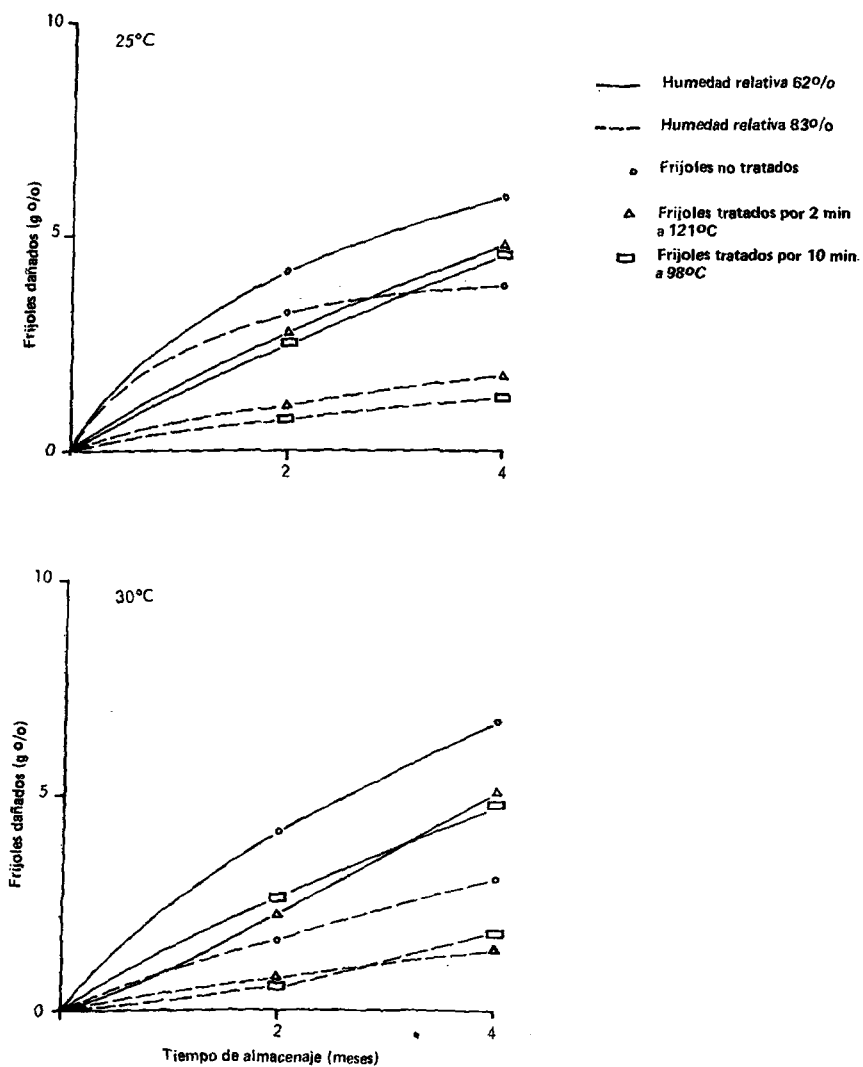 10
25°C
5
0
2
4
Frijoles dañados (g o/o)
Humedad relativa 62o/o
Humedad relativa 83o/o
Frijoles no tratados
Frijoles tratados por 2 min
a 121ºC
Frijoles tratados por 10 min.
a 98ºC
10
30°C
5
0
2
4
Frijoles dañados (g o/o)
Tiempo de almacenaje (meses)